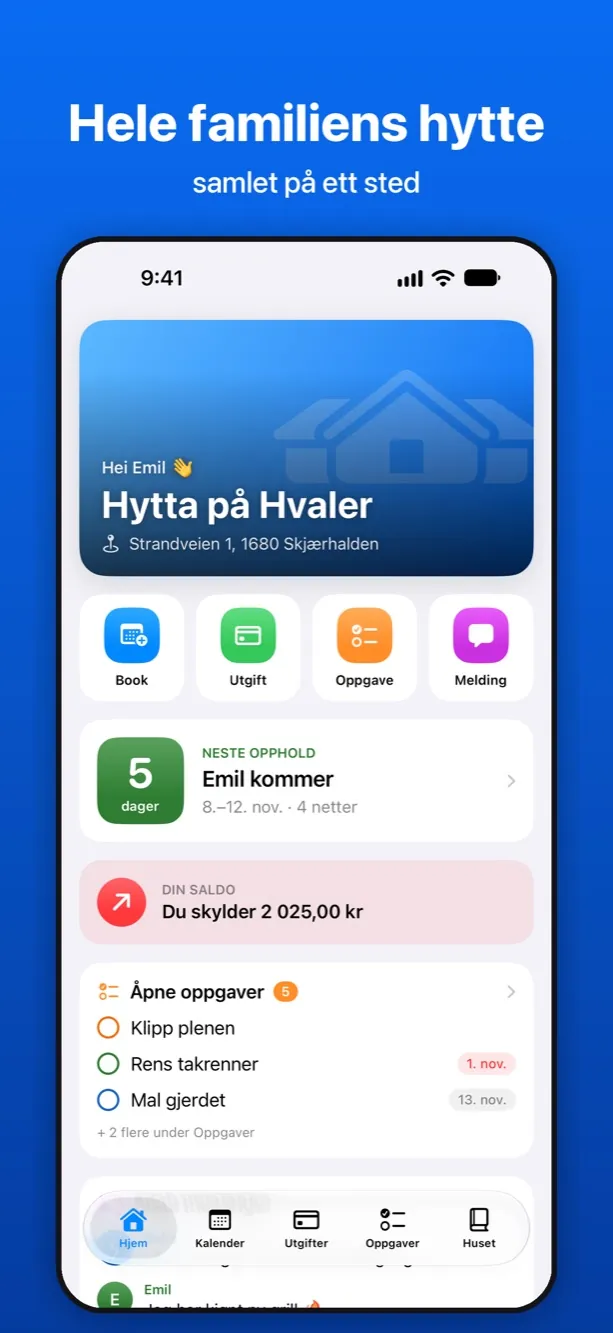 Hele familiens hytte
samlet på ett sted
9:41
Hei Emil 👋
Hytta på Hvaler
Strandveien 1, 1680 Skjærhalden
Book
Utgift
Oppgave
Melding
5
dager
NESTE OPPHOLD
Emil kommer
8.–12. nov. · 4 netter
DIN SALDO
Du skylder 2 025,00 kr
Åpne oppgaver 5
Klipp plenen
Rens takrenner 1. nov.
Mal gjerdet 13. nov.
+ 2 flere under Oppgaver
Hjem
Kalender
Utgifter
Oppgaver
Huset
E
Emil